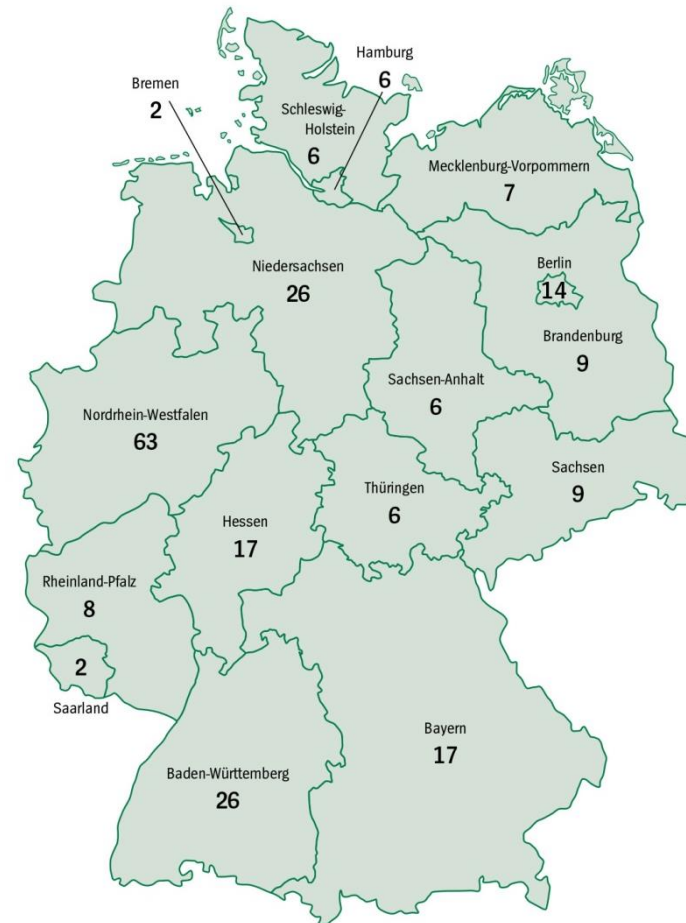 Hamburg
6
Bremen
2
Schleswig-
Holstein
6
Mecklenburg-Vorpommern
7
Niedersachsen
26
Berlin
14
Brandenburg
9
Sachsen-Anhalt
6
Nordrhein-Westfalen
63
Sachsen
9
Thüringen
6
Hessen
17
Rheinland-Pfalz
8
2
Saarland
Bayern
17
Baden-Württemberg
26